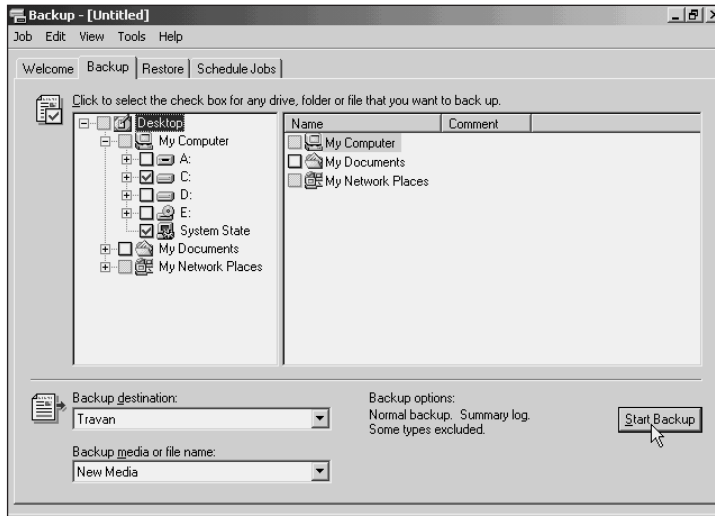 Backup - [Untitled]
Job Edit View Tools Help
Welcome Backup Restore Schedule Jobs
Click to select the check box for any drive, folder or file that you want to back up.
Desktop
My Computer
A:
C:
D:
E:
System State
My Documents
My Network Places
Name Comment
My Computer
My Documents
My Network Places
Backup destination:
Travan
Backup media or file name:
New Media
Backup options:
Normal backup. Summary log.
Some types excluded.
Start Backup